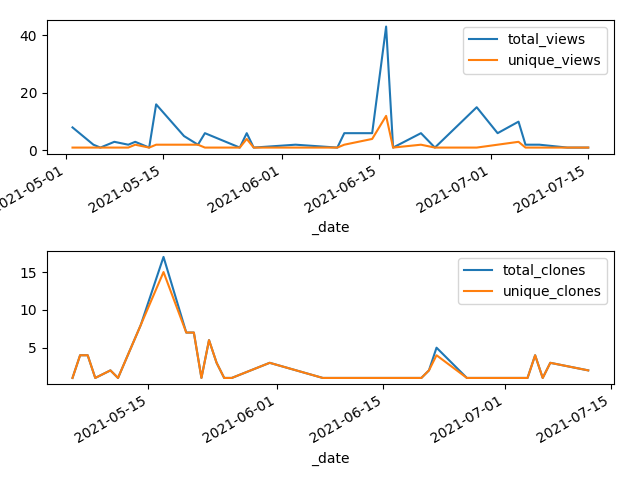 40
20
0
total_views
unique_views
2021-05-01
2021-05-15
2021-06-01
2021-06-15
2021-07-01
2021-07-15
_date
15
10
5
total_clones
unique_clones
2021-05-15
2021-06-01
2021-06-15
2021-07-01
2021-07-15
_date